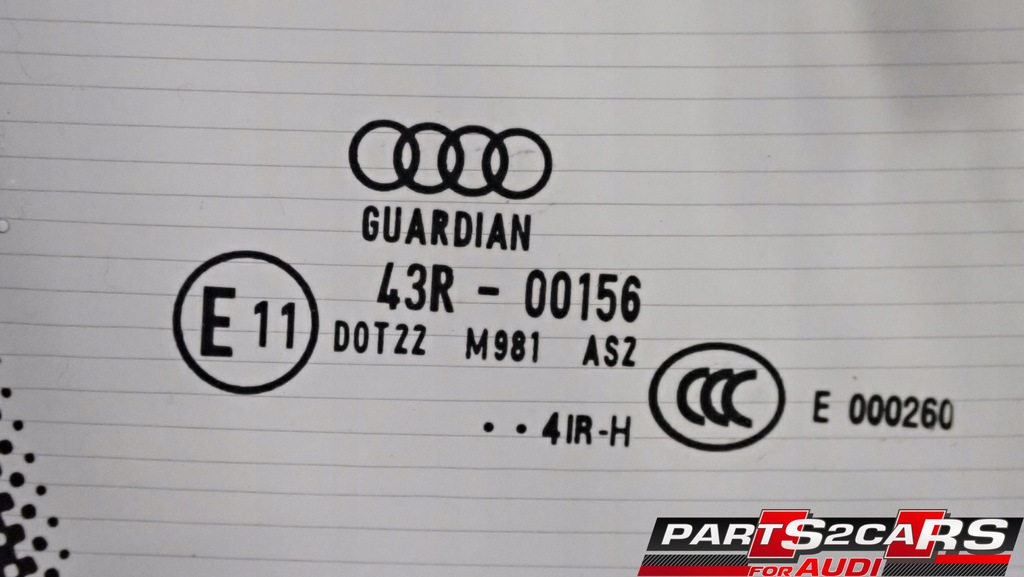 GUARDIAN
43R - 00156
E 11
DOT22 M981 AS2
CCC
E 000260
• • 4IR-H
PARTS2CARS
FOR AUDI